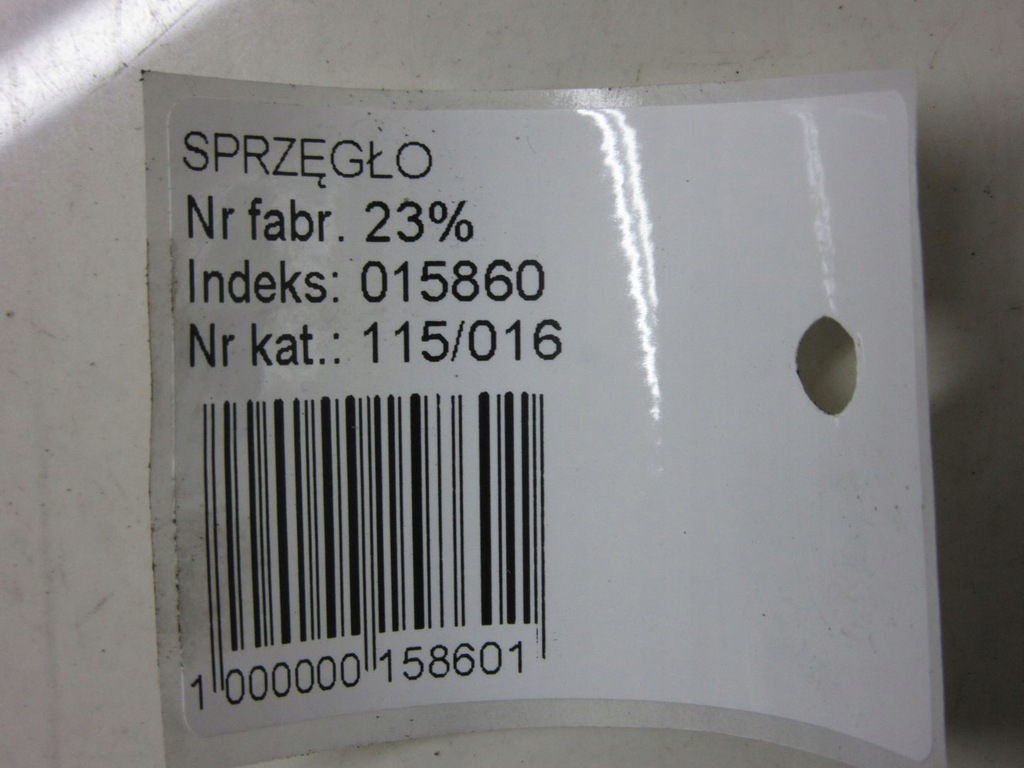 SPRZĘGŁO
Nr fabr. 23%
Indeks: 015860
Nr kat.: 115/016
1 000000 158601